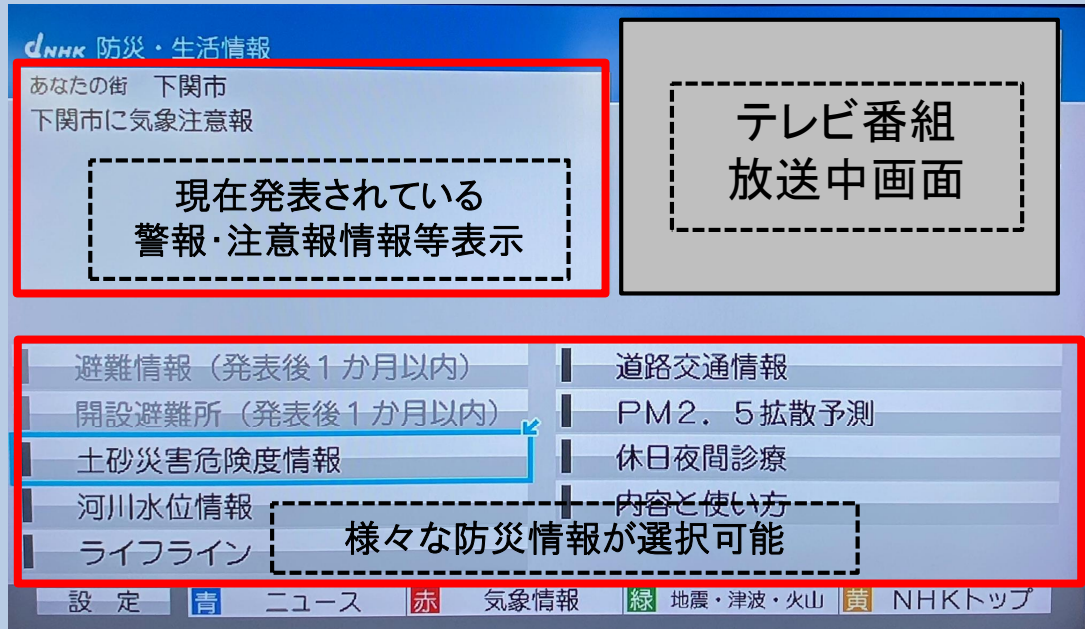 dNHK 防災・生活情報
あなたの街 下関市
下関市に気象注意報
現在発表されている
警報・注意報情報等表示
テレビ番組
放送中画面
避難情報（発表後１か月以内）
開設避難所（発表後１か月以内）
土砂災害危険度情報
河川水位情報
ライフライン
道路交通情報
ＰＭ２．５拡散予測
休日夜間診療
内容と使い方
様々な防災情報が選択可能
設定 青 ニュース 赤 気象情報 緑 地震・津波・火山 黄 NHKトップ